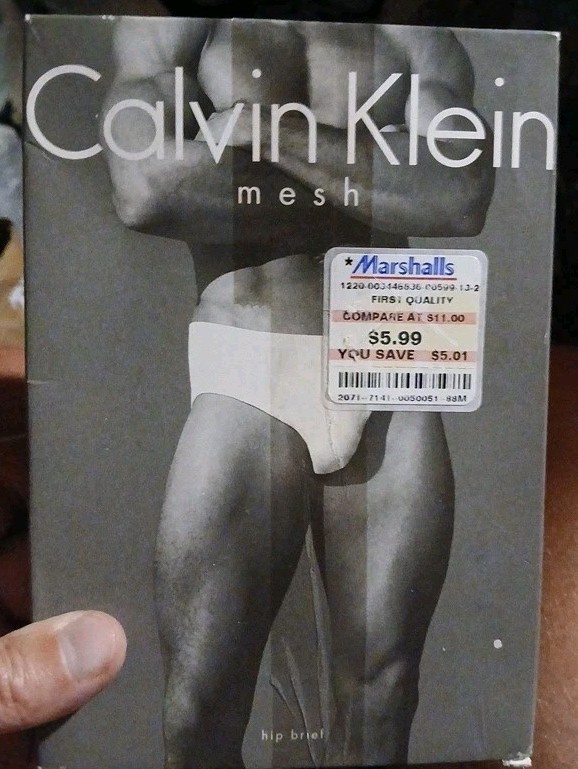 Calvin Klein
mesh
*Marshalls
FIRST QUALITY
COMPARE AT $11.00
$5.99
YOU SAVE $5.01
hip brief